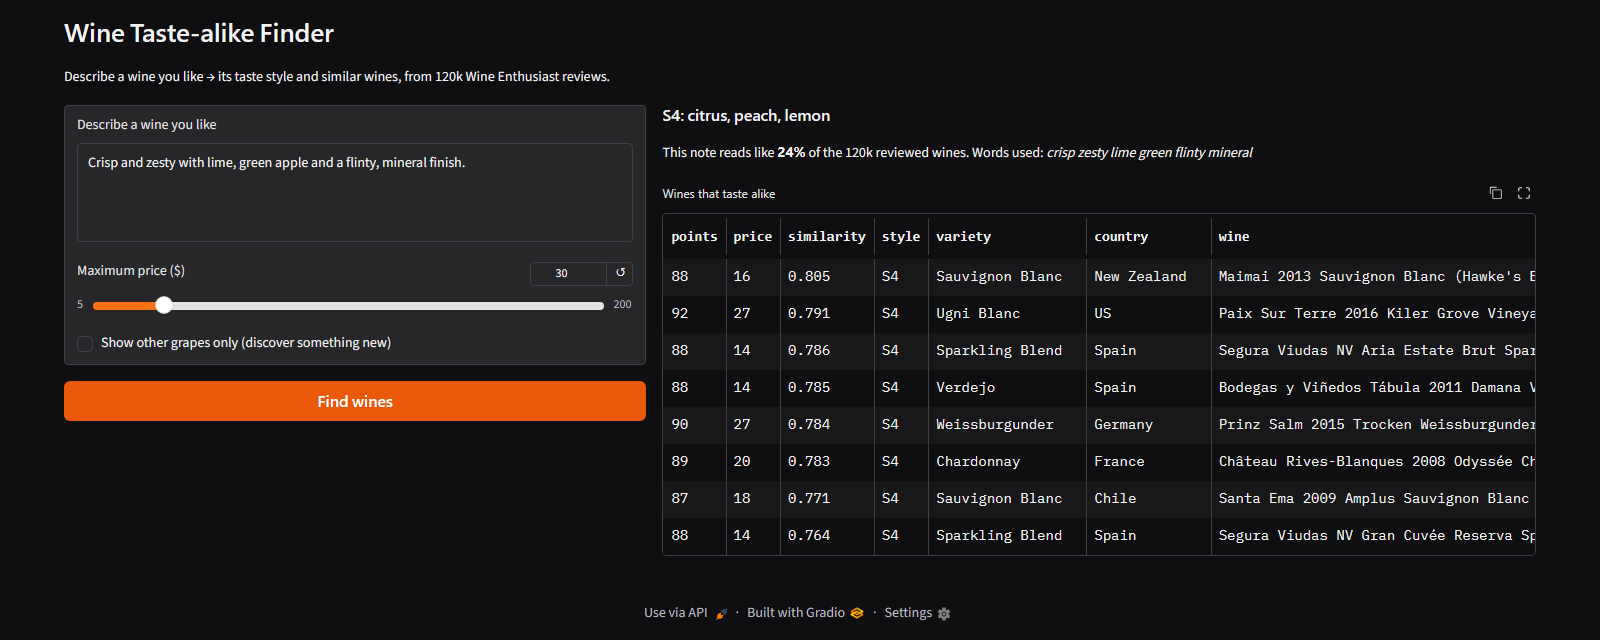 Wine Taste-alike Finder
Describe a wine you like → its taste style and similar wines, from 120k Wine Enthusiast reviews.
Describe a wine you like
Crisp and zesty with lime, green apple and a flinty, mineral finish.
Maximum price ($)
30 ↺
5 200
Show other grapes only (discover something new)
Find wines
S4: citrus, peach, lemon
This note reads like 24% of the 120k reviewed wines. Words used: crisp zesty lime green flinty mineral
Wines that taste alike
points price similarity style variety country wine
88 16 0.805 S4 Sauvignon Blanc New Zealand Maimai 2013 Sauvignon Blanc (Hawke's
92 27 0.791 S4 Ugni Blanc US Paix Sur Terre 2016 Kiler Grove
88 14 0.786 S4 Sparkling Blend Spain Segura Viudas NV Aria Estate Brut
88 14 0.785 S4 Verdejo Spain Bodegas y Viñedos Tábula 2011 Damana
90 27 0.784 S4 Weissburgunder Germany Prinz Salm 2015 Trocken Weissburgunder
89 20 0.783 S4 Chardonnay France Château Rives-Blanques 2008 Odyssée
87 18 0.771 S4 Sauvignon Blanc Chile Santa Ema 2009 Amplus Sauvignon Blanc
88 14 0.764 S4 Sparkling Blend Spain Segura Viudas NV Gran Cuvée Reserva
Use via API · Built with Gradio · Settings